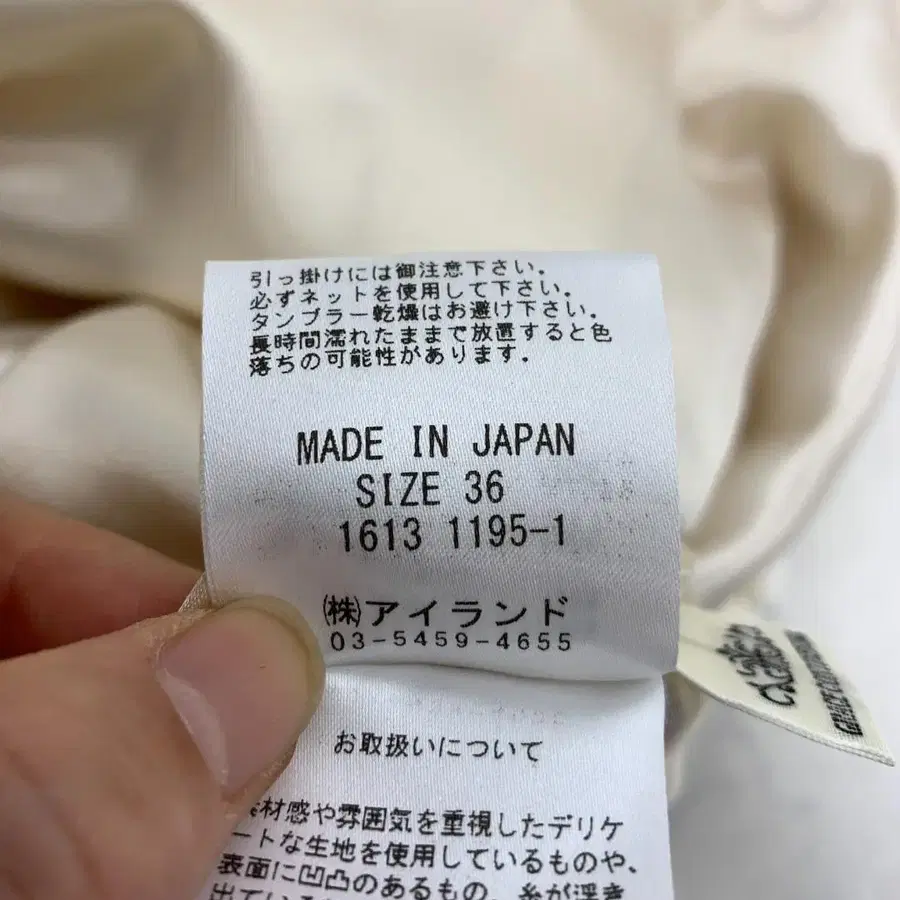 引っ掛けには御注意下さい。
必ずネットを使用して下さい。
タンブラー乾燥はお避け下さい。
長時間濡れたままで放置すると色
落ちの可能性があります。
MADE IN JAPAN
SIZE 36
1613 1195-1
㈱アイランド
03-5459-4655
お取扱いについて
材感や雰囲気を重視したデリケ
ートな生地を使用しているものや、
表面に凹凸のあるもの、糸が浮き
出ている